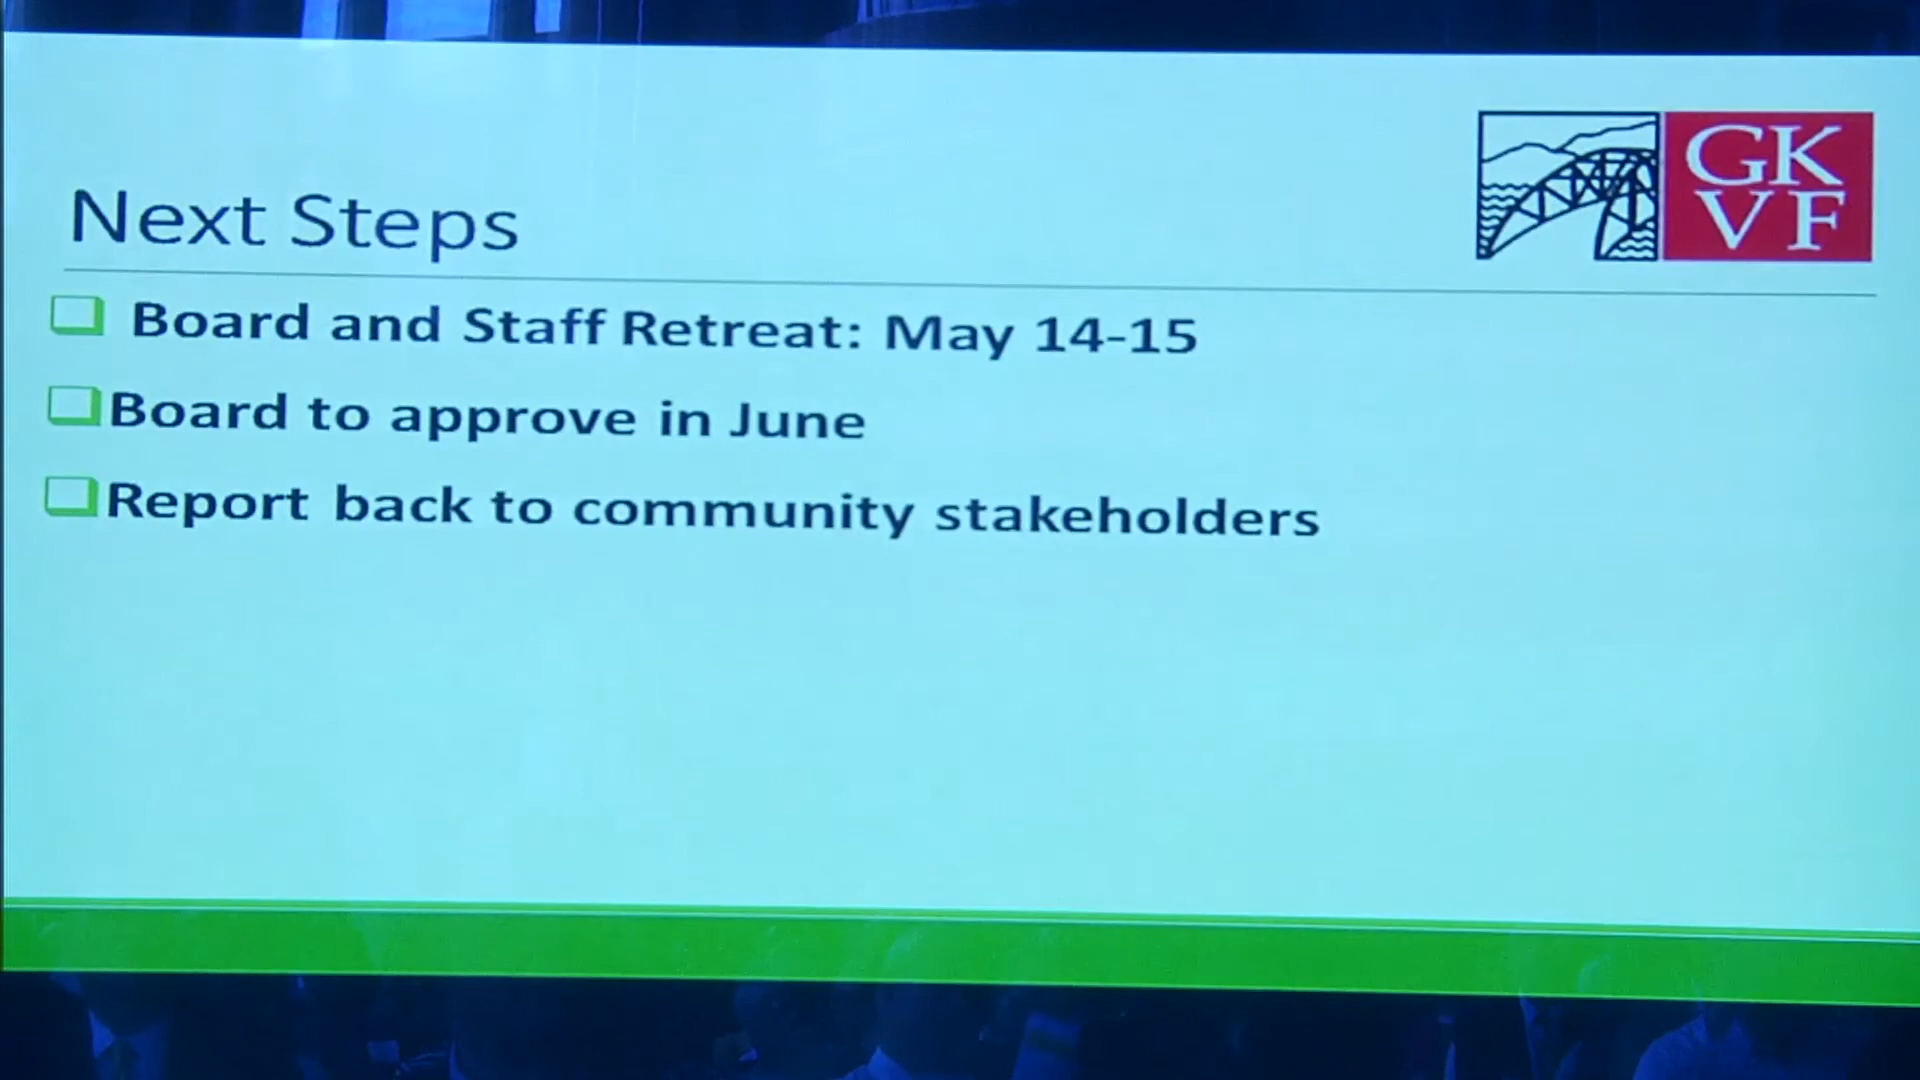 GK
VF
Next Steps
Board and Staff Retreat: May 14-15
Board to approve in June
Report back to community stakeholders